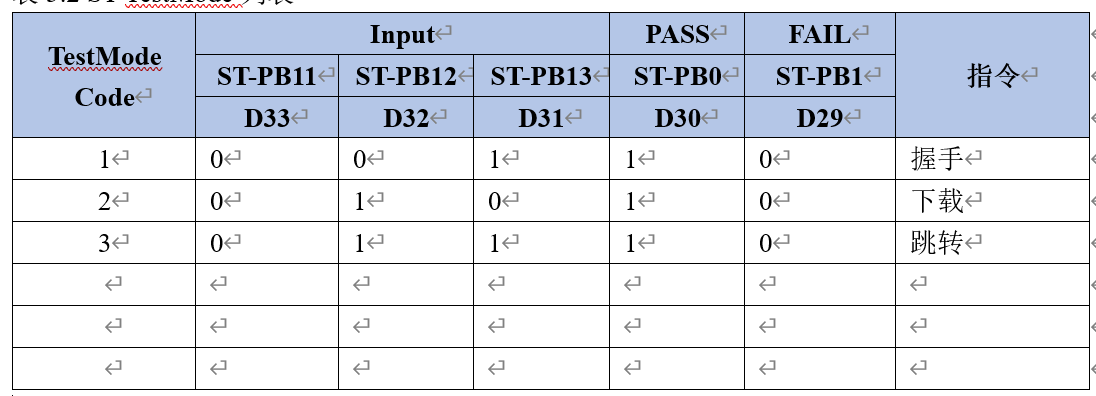 TestMode Code Input PASS FAIL 指令
ST-PB11 ST-PB12 ST-PB13 ST-PB0 ST-PB1
D33 D32 D31 D30 D29
1 0 0 1 1 0 握手
2 0 1 0 1 0 下载
3 0 1 1 1 0 跳转